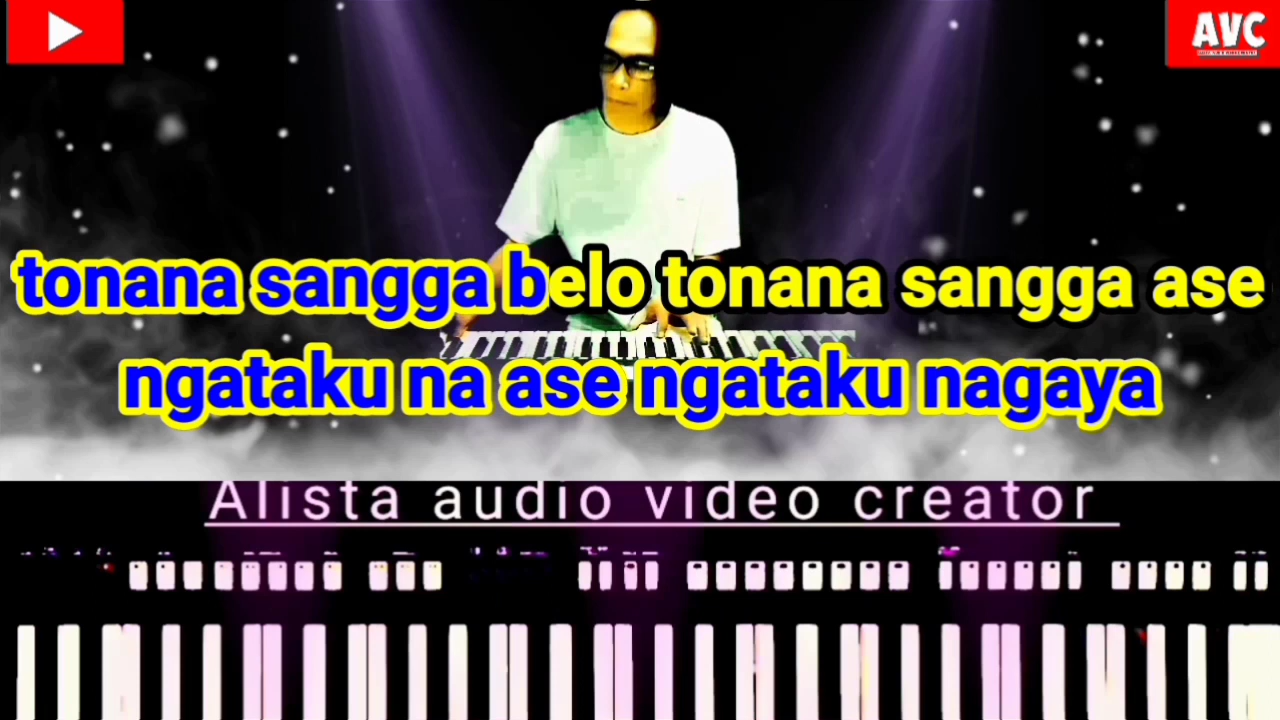 AVC
tonana sangga belo tonana sangga ase
ngataku na ase ngataku nagaya
Alista audio video creator